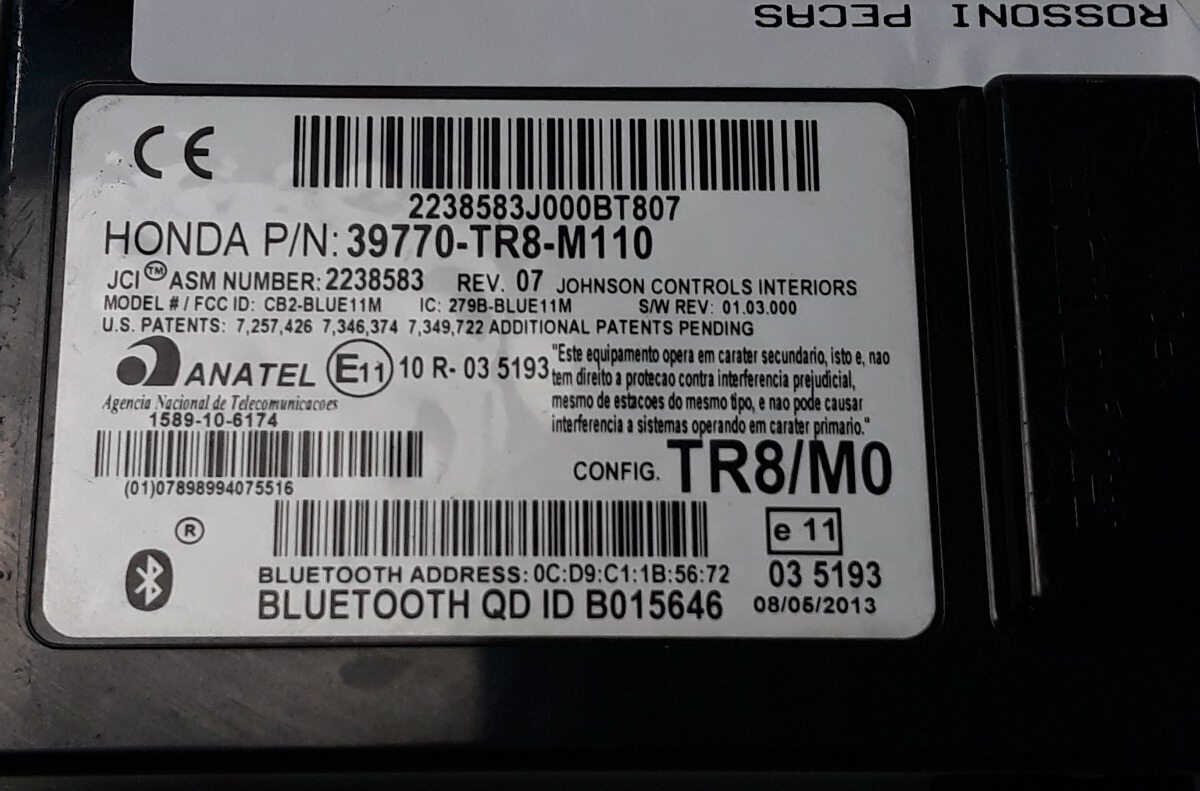 ROSSONI PECAS
CE
2238583J000BT807
HONDA P/N: 39770-TR8-M110
JCI™ ASM NUMBER: 2238583 REV. 07 JOHNSON CONTROLS INTERIORS
MODEL # / FCC ID: CB2-BLUE11M IC: 279B-BLUE11M S/W REV: 01.03.000
U.S. PATENTS: 7,257,426 7,346,374 7,349,722 ADDITIONAL PATENTS PENDING
ANATEL E11 10 R- 03 5193
Agencia Nacional de Telecomunicacoes
1589-10-6174
"Este equipamento opera em carater secundario, isto e, nao
tem direito a protecao contra interferencia prejudicial,
mesmo de estacoes do mesmo tipo, e nao pode causar
interferencia a sistemas operando em carater primario."
(01)07898994075516
CONFIG. TR8/M0
®
e 11
BLUETOOTH ADDRESS: 0C:D9:C1:1B:56:72
03 5193
BLUETOOTH QD ID B015646
08/05/2013